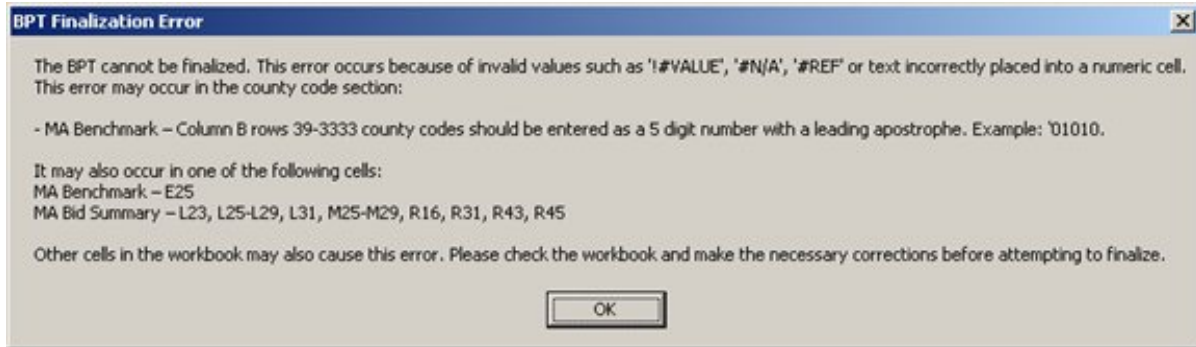 BPT Finalization Error
The BPT cannot be finalized. This error occurs because of invalid values such as '!#VALUE', '#N/A', '#REF' or text incorrectly placed into a numeric cell.
This error may occur in the county code section:
- MA Benchmark – Column B rows 39-3333 county codes should be entered as a 5 digit number with a leading apostrophe. Example: '01010.
It may also occur in one of the following cells:
MA Benchmark – E25
MA Bid Summary – L23, L25-L29, L31, M25-M29, R16, R31, R43, R45
Other cells in the workbook may also cause this error. Please check the workbook and make the necessary corrections before attempting to finalize.
OK